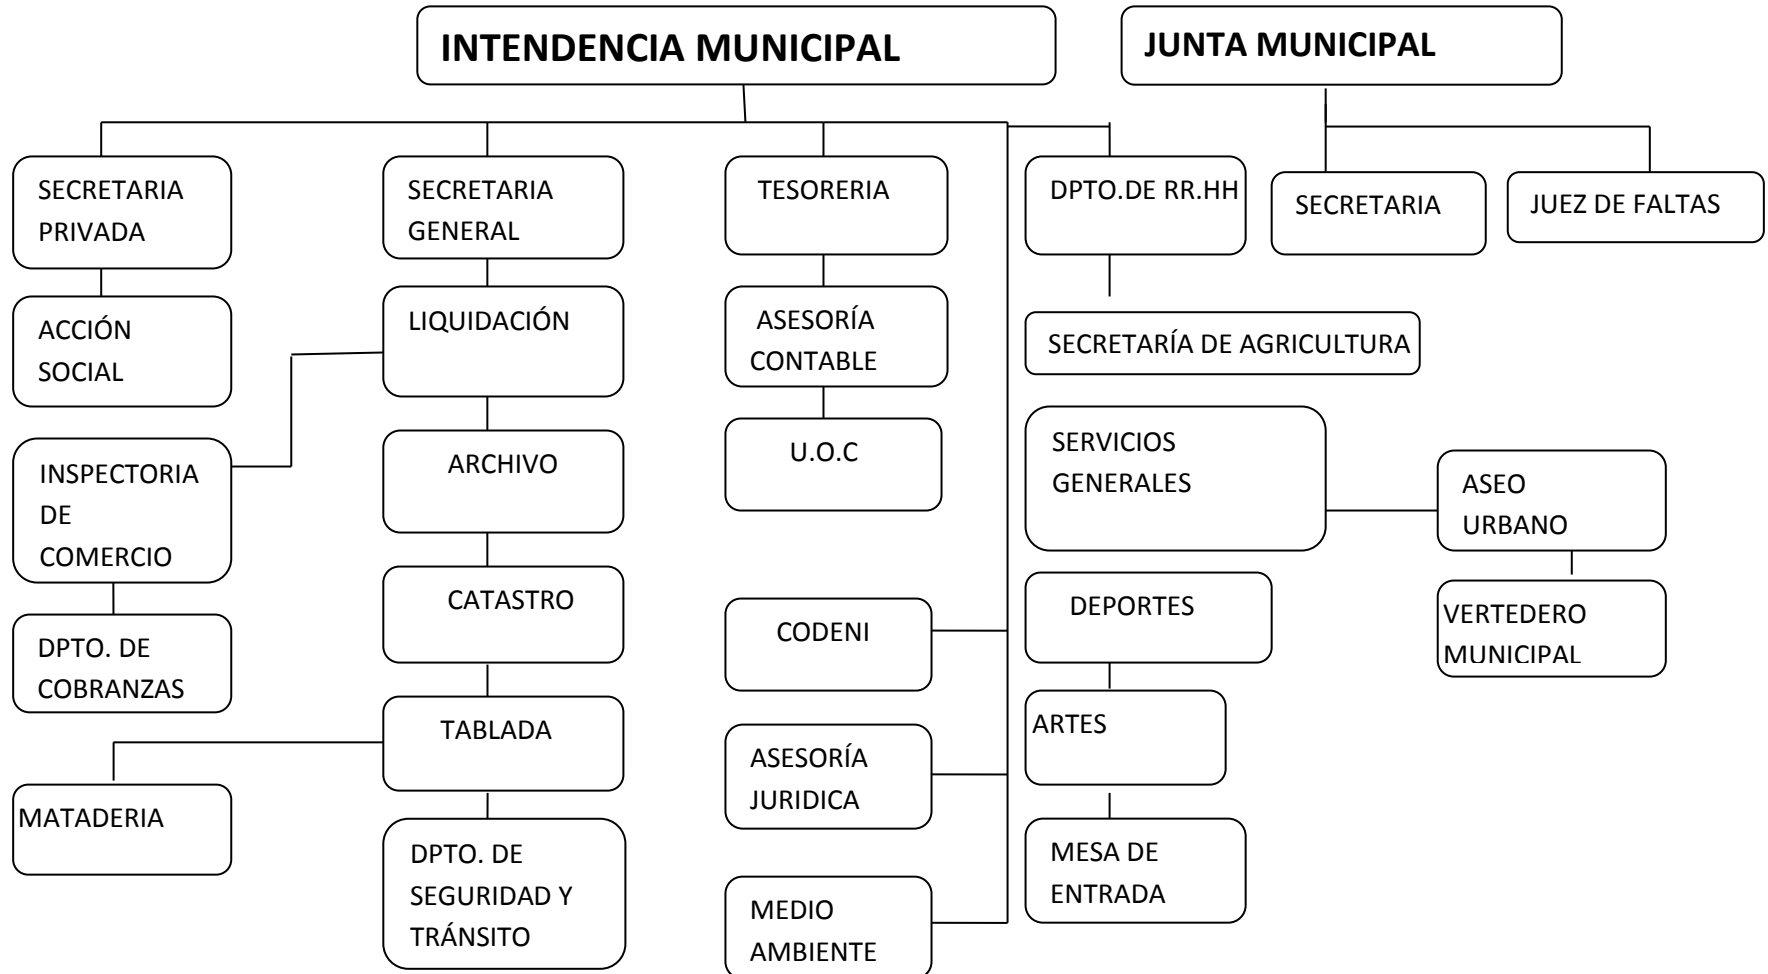 INTENDENCIA MUNICIPAL
JUNTA MUNICIPAL
SECRETARIA
PRIVADA
SECRETARIA
GENERAL
TESORERIA
DPTO.DE RR.HH
SECRETARIA
JUEZ DE FALTAS
ACCIÓN
SOCIAL
LIQUIDACIÓN
ASESORÍA
CONTABLE
SECRETARÍA DE AGRICULTURA
INSPECTORIA
DE
COMERCIO
ARCHIVO
U.O.C
SERVICIOS
GENERALES
ASEO
URBANO
DPTO. DE
COBRANZAS
CATASTRO
CODENI
DEPORTES
VERTEDERO
MUNICIPAL
TABLADA
ASESORÍA
JURIDICA
ARTES
MATADERIA
DPTO. DE
SEGURIDAD Y
TRÁNSITO
MEDIO
AMBIENTE
MESA DE
ENTRADA